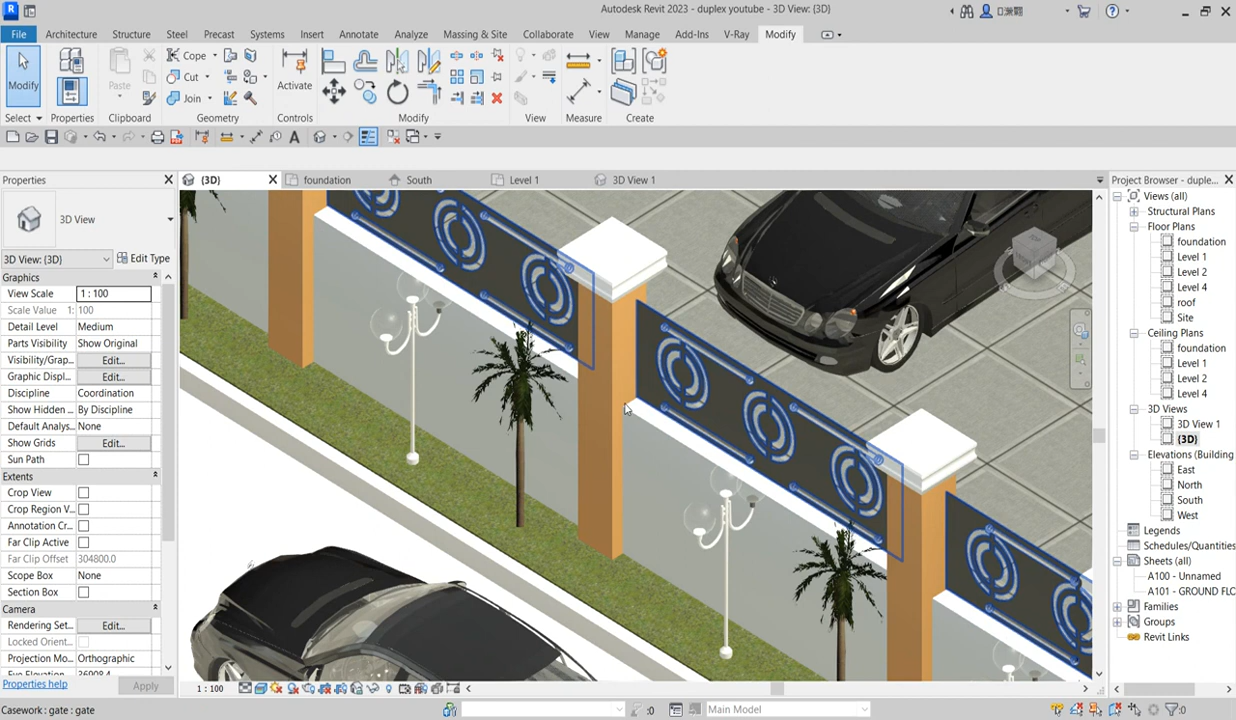 Autodesk Revit 2023 - duplex youtube - 3D View: {3D}
File Architecture Structure Steel Precast Systems Insert Annotate Analyze Massing & Site Collaborate View Manage Add-Ins V-Ray Modify
Cope
Cut
Join
Modify Paste Activate
Select Properties Clipboard Geometry Controls Modify View Measure Create
Properties
{3D} foundation South Level 1 3D View 1
Project Browser - duple...
3D View
3D View: {3D} Edit Type
Graphics
View Scale 1 : 100
Scale Value 1: 100
Detail Level Medium
Parts Visibility Show Original
Visibility/Grap... Edit...
Graphic Displ... Edit...
Discipline Coordination
Show Hidden ... By Discipline
Default Analys... None
Show Grids Edit...
Sun Path
Extents
Crop View
Crop Region V...
Annotation Cr...
Far Clip Active
Far Clip Offset 304800.0
Scope Box None
Section Box
Camera
Rendering Set... Edit...
Locked Orient...
Projection Mo... Orthographic
Properties help Apply
TOP
Views (all)
Structural Plans
Floor Plans
foundation
Level 1
Level 2
Level 4
roof
Site
Ceiling Plans
foundation
Level 1
Level 2
Level 4
3D Views
3D View 1
{3D}
Elevations (Building
East
North
South
West
Legends
Schedules/Quantities
Sheets (all)
A100 - Unnamed
A101 - GROUND FLC
Families
Groups
Revit Links
1 : 100
Casework : gate : gate :0 Main Model :0